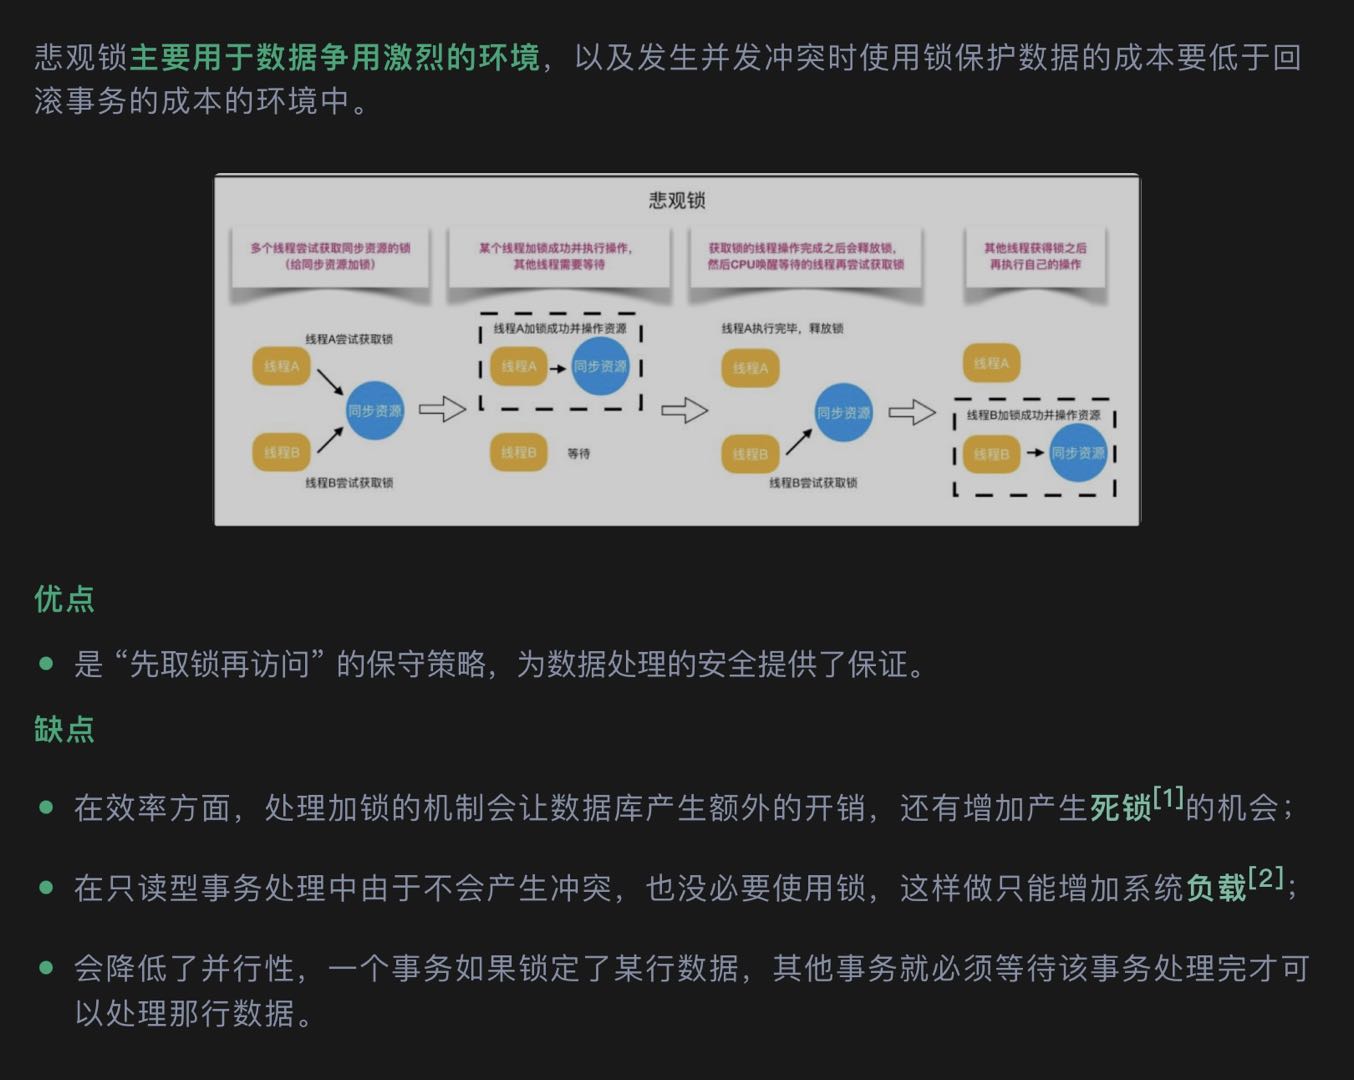 悲观锁主要用于数据争用激烈的环境，以及发生并发冲突时使用锁保护数据的成本要低于回
滚事务的成本的环境中。
悲观锁
多个线程尝试获取同步资源的锁
（给同步资源加锁）
某个线程加锁成功并执行操作，
其他线程需要等待
获取锁的线程操作完成之后会释放锁，
然后CPU唤醒等待的线程再尝试获取锁
其他线程获得锁之后
再执行自己的操作
线程A尝试获取锁
线程A
同步资源
线程B
线程B尝试获取锁
线程A加锁成功并操作资源
线程A
同步资源
线程B
等待
线程A执行完毕，释放锁
线程A
同步资源
线程B
线程B尝试获取锁
线程A
线程B加锁成功并操作资源
线程B
同步资源
优点
是 “先取锁再访问” 的保守策略，为数据处理的安全提供了保证。
缺点
在效率方面，处理加锁的机制会让数据库产生额外的开销，还有增加产生死锁[1]的机会；
在只读型事务处理中由于不会产生冲突，也没必要使用锁，这样做只能增加系统负载[2]；
会降低了并行性，一个事务如果锁定了某行数据，其他事务就必须等待该事务处理完才可
以处理那行数据。